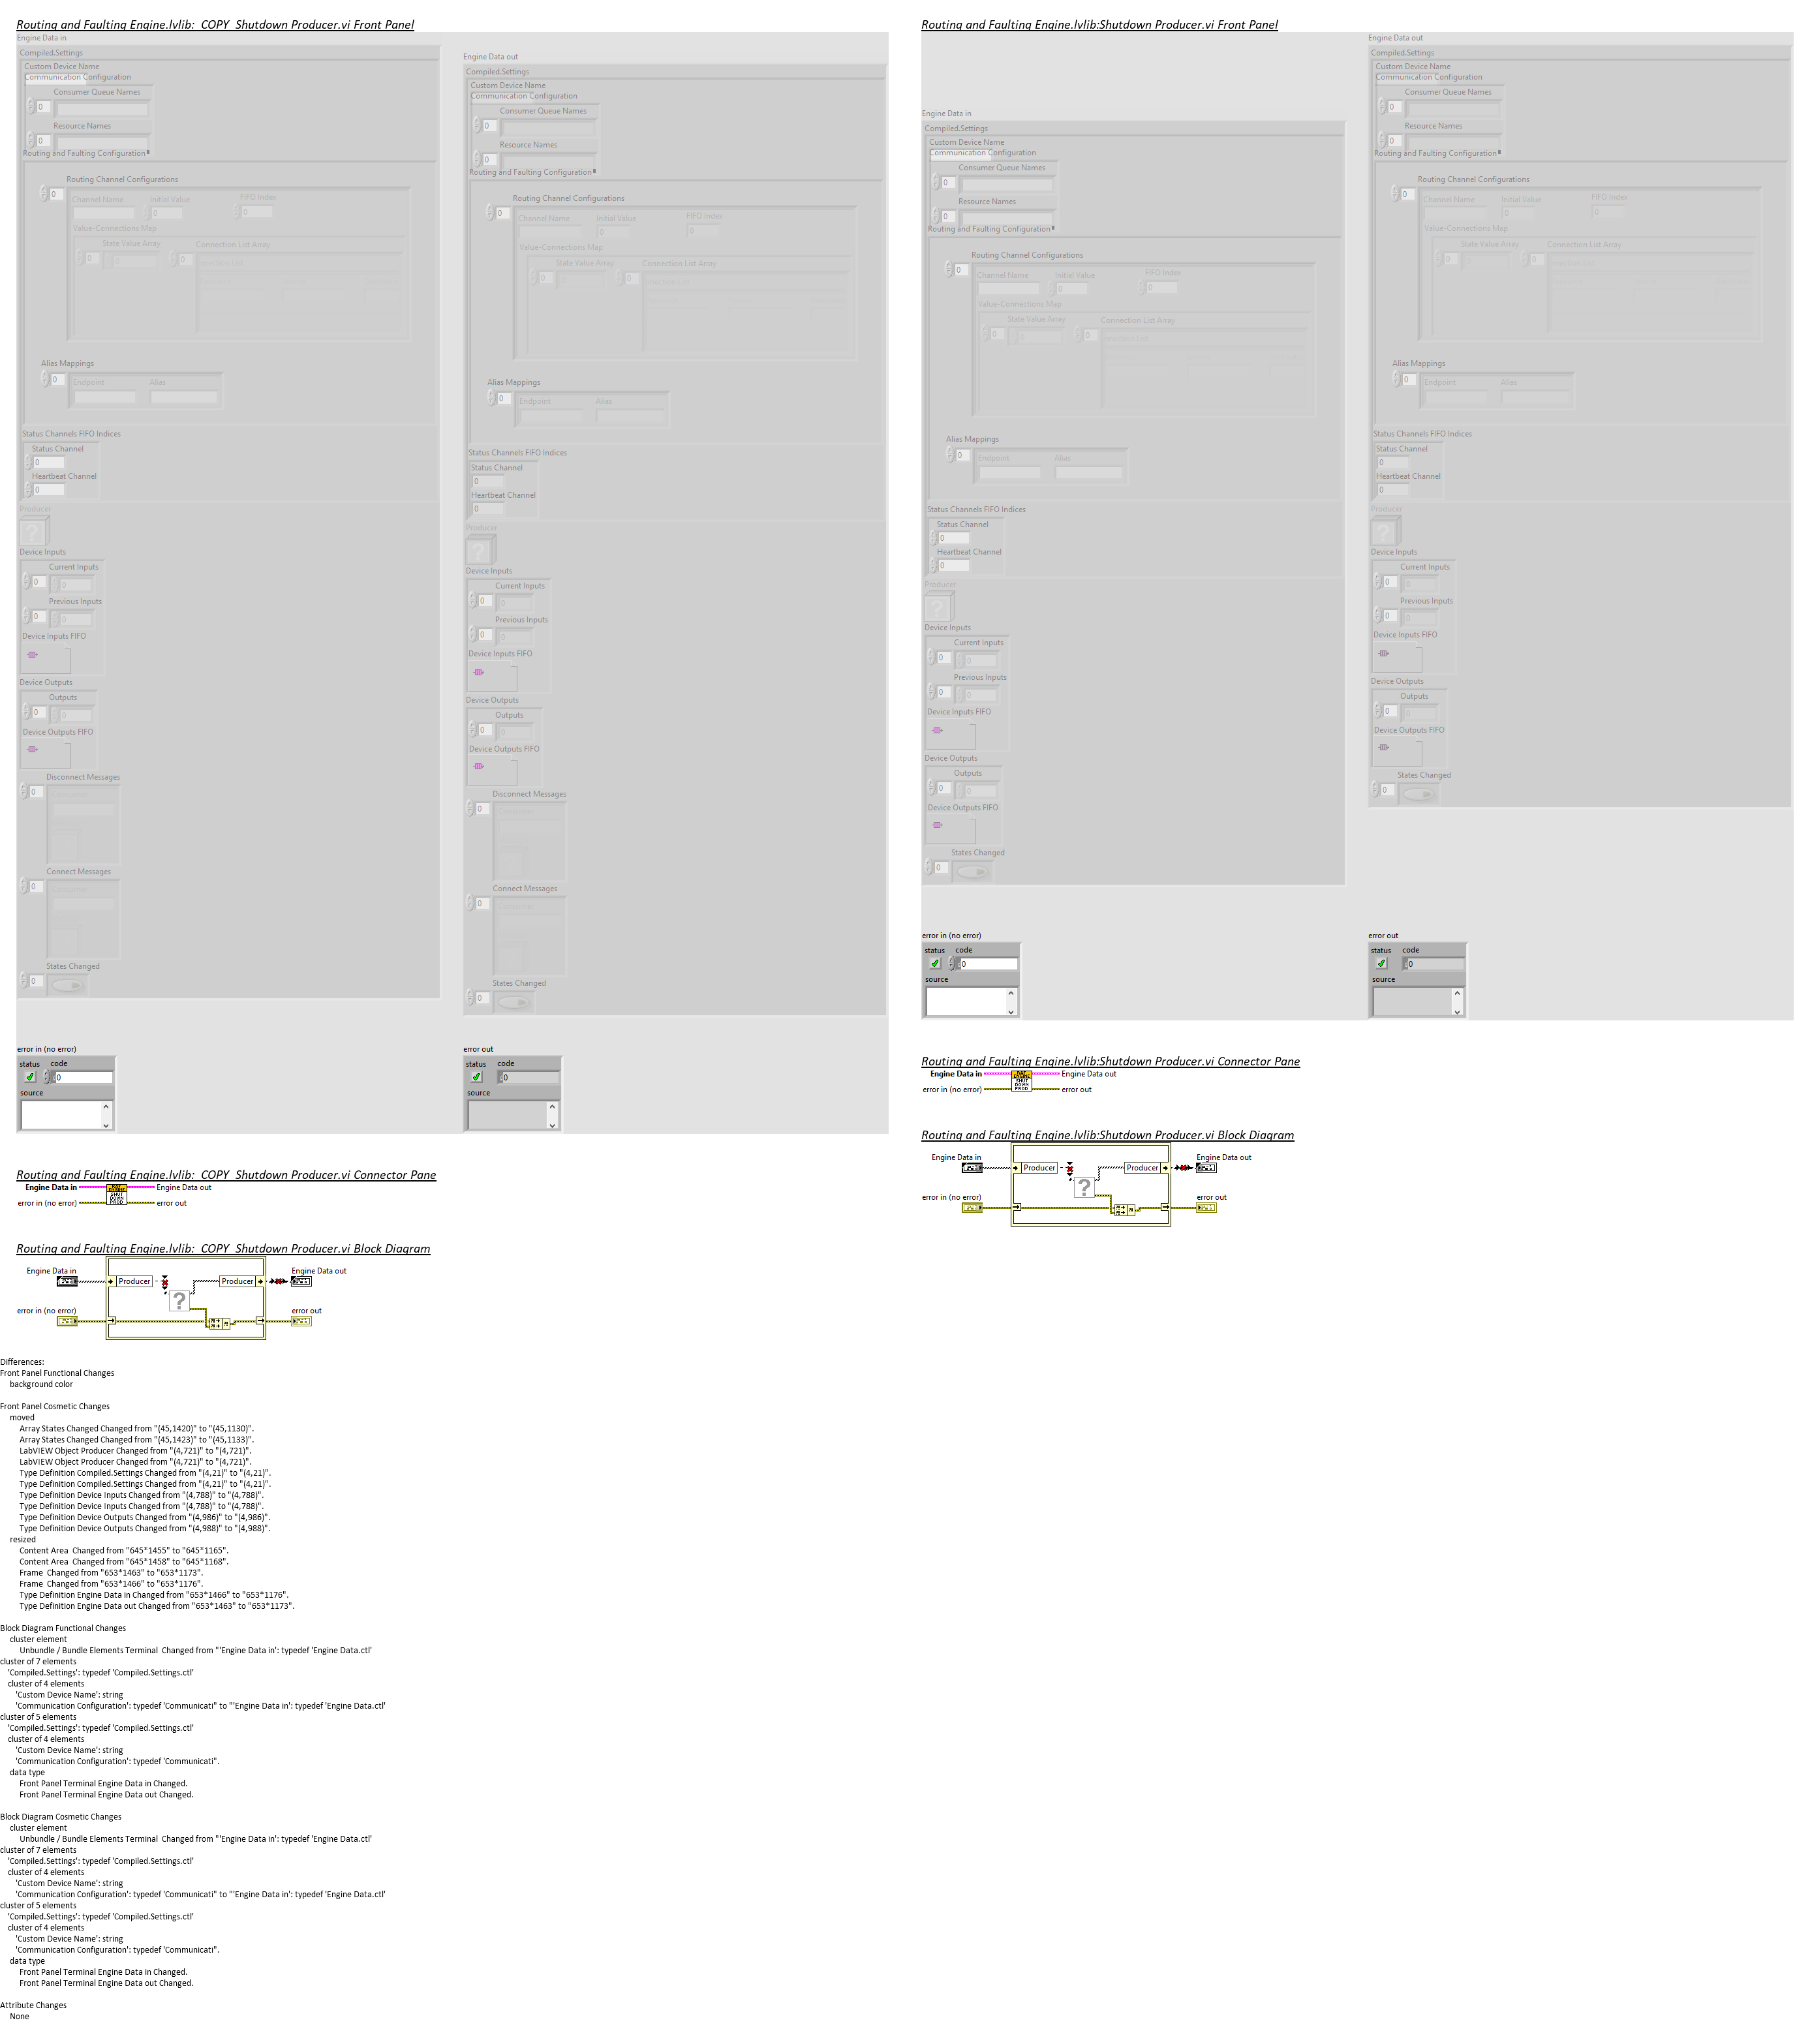 Routing and Faulting Engine.lvlib:_COPY_Shutdown Producer.vi Front Panel
Engine Data in
Compiled.Settings
Custom Device Name
Communication Configuration
Consumer Queue Names
0
Resource Names
0
Routing and Faulting Configuration
Routing Channel Configurations
0
Channel Name
Initial Value
FIFO Index
0
0
Value-Connections Map
State Value Array
Connection List Array
0
0
0
Alias Mappings
0
Endpoint
Alias
Status Channels FIFO Indices
Status Channel
0
Heartbeat Channel
0
Producer
?
Device Inputs
Current Inputs
0
0
Previous Inputs
0
0
Device Inputs FIFO
Device Outputs
Outputs
0
0
Device Outputs FIFO
Disconnect Messages
0
Connect Messages
0
States Changed
0
error in (no error)
status code
0
source
Engine Data out
Compiled.Settings
Custom Device Name
Communication Configuration
Consumer Queue Names
0
Resource Names
0
Routing and Faulting Configuration
Routing Channel Configurations
0
Channel Name
Initial Value
FIFO Index
0
0
Value-Connections Map
State Value Array
Connection List Array
0
0
0
Alias Mappings
0
Endpoint
Alias
Status Channels FIFO Indices
Status Channel
0
Heartbeat Channel
0
Producer
?
Device Inputs
Current Inputs
0
0
Previous Inputs
0
0
Device Inputs FIFO
Device Outputs
Outputs
0
0
Device Outputs FIFO
Disconnect Messages
0
Connect Messages
0
States Changed
0
error out
status code
0
source
Routing and Faulting Engine.lvlib:_COPY_Shutdown Producer.vi Connector Pane
Engine Data in
Engine Data out
SHUT
DOWN
PROD
error in (no error)
error out
Routing and Faulting Engine.lvlib:_COPY_Shutdown Producer.vi Block Diagram
Engine Data in
Engine Data out
Producer
Producer
?
error in (no error)
error out
Routing and Faulting Engine.lvlib:Shutdown Producer.vi Front Panel
Engine Data in
Compiled.Settings
Custom Device Name
Communication Configuration
Consumer Queue Names
0
Resource Names
0
Routing and Faulting Configuration
Routing Channel Configurations
0
Channel Name
Initial Value
FIFO Index
0
0
Value-Connections Map
State Value Array
Connection List Array
0
0
0
Alias Mappings
0
Endpoint
Alias
Status Channels FIFO Indices
Status Channel
0
Heartbeat Channel
0
Producer
?
Device Inputs
Current Inputs
0
0
Previous Inputs
0
0
Device Inputs FIFO
Device Outputs
Outputs
0
0
Device Outputs FIFO
States Changed
0
error in (no error)
status code
0
source
Engine Data out
Compiled.Settings
Custom Device Name
Communication Configuration
Consumer Queue Names
0
Resource Names
0
Routing and Faulting Configuration
Routing Channel Configurations
0
Channel Name
Initial Value
FIFO Index
0
0
Value-Connections Map
State Value Array
Connection List Array
0
0
Alias Mappings
0
Endpoint
Alias
Status Channels FIFO Indices
Status Channel
0
Heartbeat Channel
0
Producer
?
Device Inputs
Current Inputs
0
0
Previous Inputs
0
0
Device Inputs FIFO
Device Outputs
Outputs
0
0
Device Outputs FIFO
States Changed
0
error out
status code
0
source
Routing and Faulting Engine.lvlib:Shutdown Producer.vi Connector Pane
Engine Data in
Engine Data out
SHUT
DOWN
PROD
error in (no error)
error out
Routing and Faulting Engine.lvlib:Shutdown Producer.vi Block Diagram
Engine Data in
Engine Data out
Producer
Producer
?
error in (no error)
error out
Differences:
Front Panel Functional Changes
background color
Front Panel Cosmetic Changes
moved
Array States Changed Changed from "(45,1420)" to "(45,1130)".
Array States Changed Changed from "(45,1423)" to "(45,1133)".
LabVIEW Object Producer Changed from "(4,721)" to "(4,721)".
LabVIEW Object Producer Changed from "(4,721)" to "(4,721)".
Type Definition Compiled.Settings Changed from "(4,21)" to "(4,21)".
Type Definition Compiled.Settings Changed from "(4,21)" to "(4,21)".
Type Definition Device Inputs Changed from "(4,788)" to "(4,788)".
Type Definition Device Inputs Changed from "(4,788)" to "(4,788)".
Type Definition Device Outputs Changed from "(4,986)" to "(4,986)".
Type Definition Device Outputs Changed from "(4,988)" to "(4,988)".
resized
Content Area  Changed from "645*1455" to "645*1165".
Content Area  Changed from "645*1458" to "645*1168".
Frame  Changed from "653*1463" to "653*1173".
Frame  Changed from "653*1466" to "653*1176".
Type Definition Engine Data in Changed from "653*1466" to "653*1176".
Type Definition Engine Data out Changed from "653*1463" to "653*1173".
Block Diagram Functional Changes
cluster element
Unbundle / Bundle Elements Terminal  Changed from "'Engine Data in': typedef 'Engine Data.ctl'
cluster of 7 elements
'Compiled.Settings': typedef 'Compiled.Settings.ctl'
cluster of 4 elements
'Custom Device Name': string
'Communication Configuration': typedef 'Communicati" to "'Engine Data in': typedef 'Engine Data.ctl'
cluster of 5 elements
'Compiled.Settings': typedef 'Compiled.Settings.ctl'
cluster of 4 elements
'Custom Device Name': string
'Communication Configuration': typedef 'Communicati".
data type
Front Panel Terminal Engine Data in Changed.
Front Panel Terminal Engine Data out Changed.
Block Diagram Cosmetic Changes
cluster element
Unbundle / Bundle Elements Terminal  Changed from "'Engine Data in': typedef 'Engine Data.ctl'
cluster of 7 elements
'Compiled.Settings': typedef 'Compiled.Settings.ctl'
cluster of 4 elements
'Custom Device Name': string
'Communication Configuration': typedef 'Communicati" to "'Engine Data in': typedef 'Engine Data.ctl'
cluster of 5 elements
'Compiled.Settings': typedef 'Compiled.Settings.ctl'
cluster of 4 elements
'Custom Device Name': string
'Communication Configuration': typedef 'Communicati".
data type
Front Panel Terminal Engine Data in Changed.
Front Panel Terminal Engine Data out Changed.
Attribute Changes
None